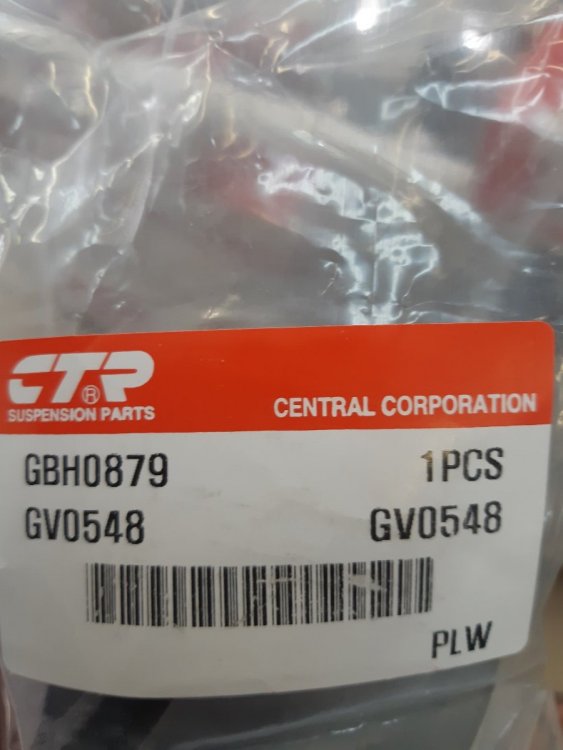 CTR®
SUSPENSION PARTS
CENTRAL CORPORATION
GBH0879
1PCS
GV0548
GV0548
PLW